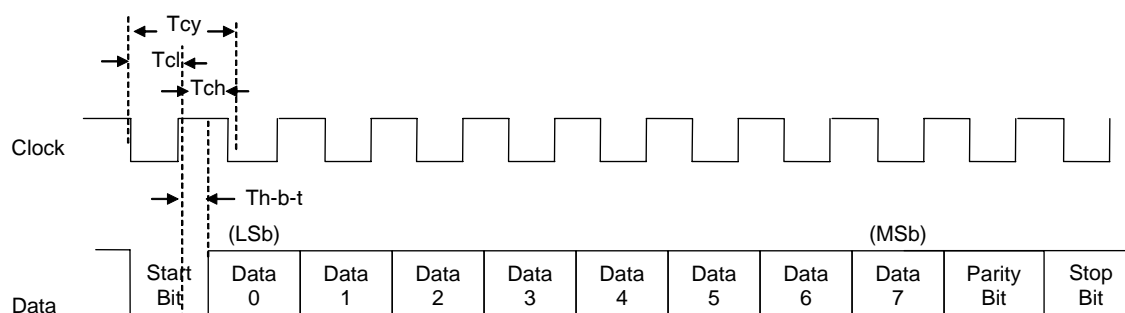 Tcy
Tcl
Tch
Clock
Th-b-t
(LSb) (MSb)
Start Data Data Data Data Data Data Data Data Parity Stop
Bit 0 1 2 3 4 5 6 7 Bit Bit
Data